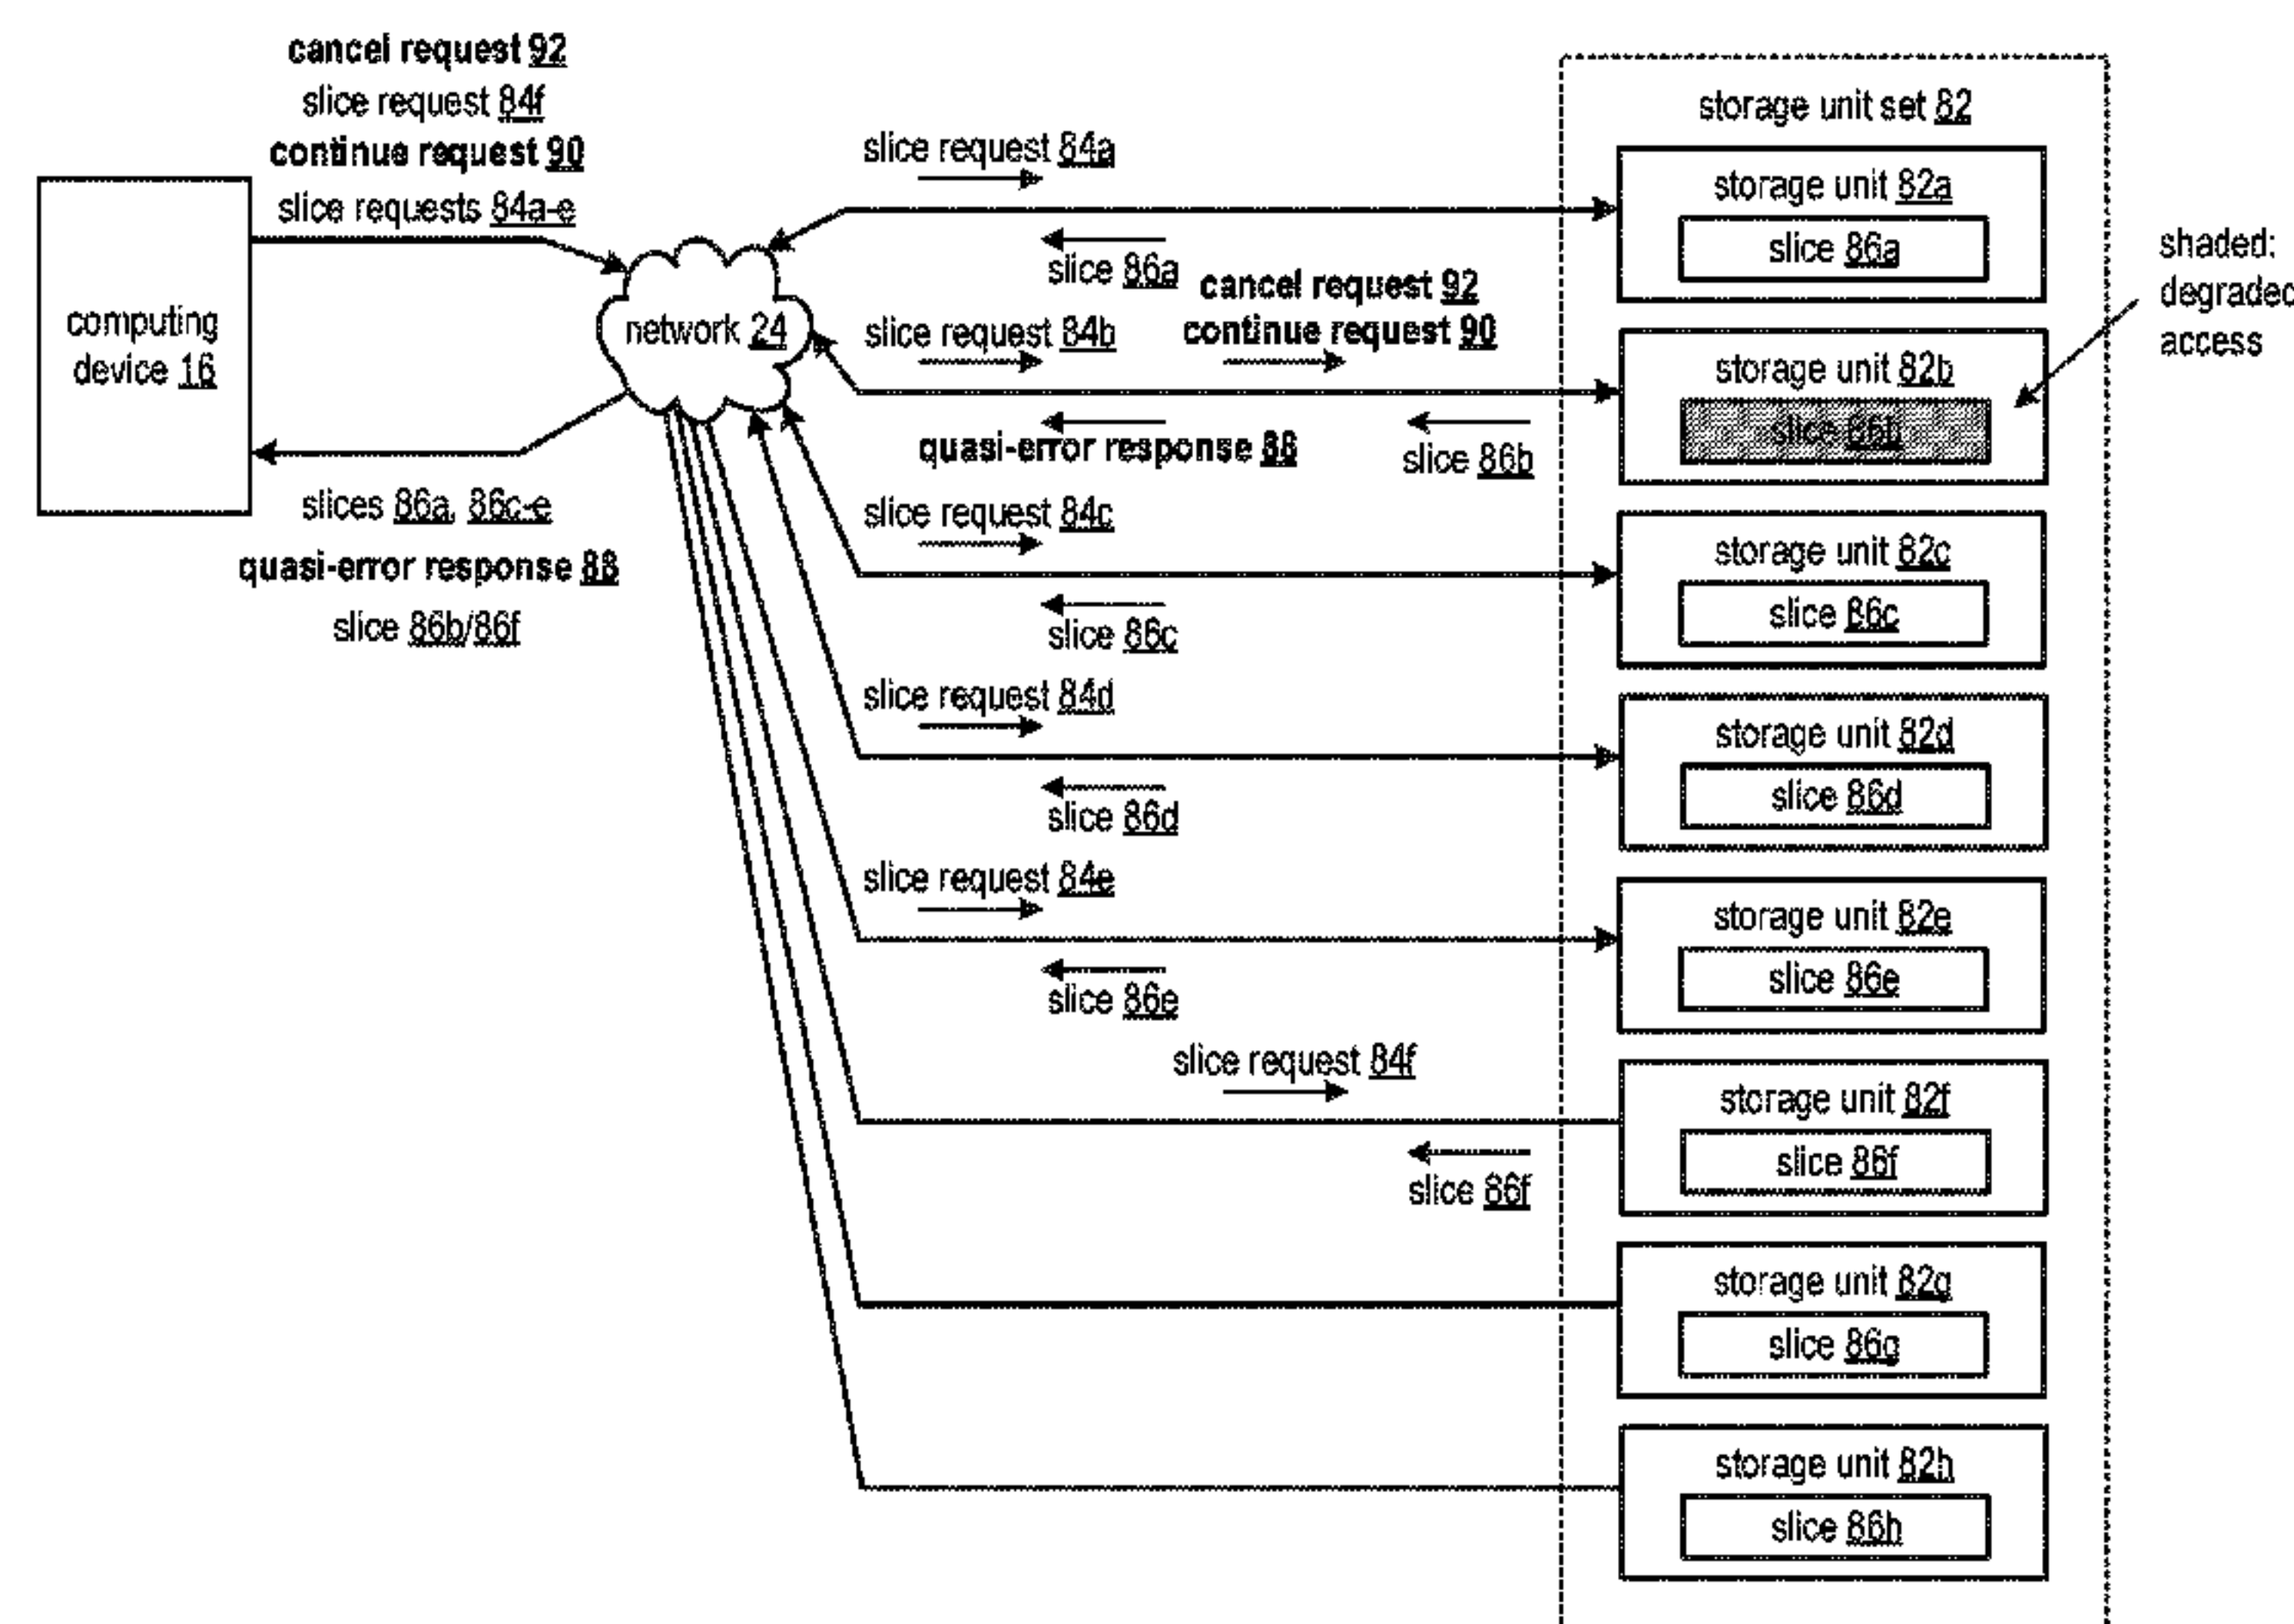 cancel request 92
slice request 84f
continue request 90
slice requests 84a-e
computing
device 16
network 24
slices 86a, 86c-e
quasi-error response 88
slice 86b/86f
slice request 84a
slice 86a
cancel request 92
continue request 90
slice request 84b
quasi-error response 88
slice 86b
slice request 84c
slice 86c
slice request 84d
slice 86d
slice request 84e
slice 86e
slice request 84f
slice 86f
storage unit set 82
storage unit 82a
slice 86a
storage unit 82b
slice 86b
storage unit 82c
slice 86c
storage unit 82d
slice 86d
storage unit 82e
slice 86e
storage unit 82f
slice 86f
storage unit 82g
slice 86g
storage unit 82h
slice 86h
shaded:
degraded
access